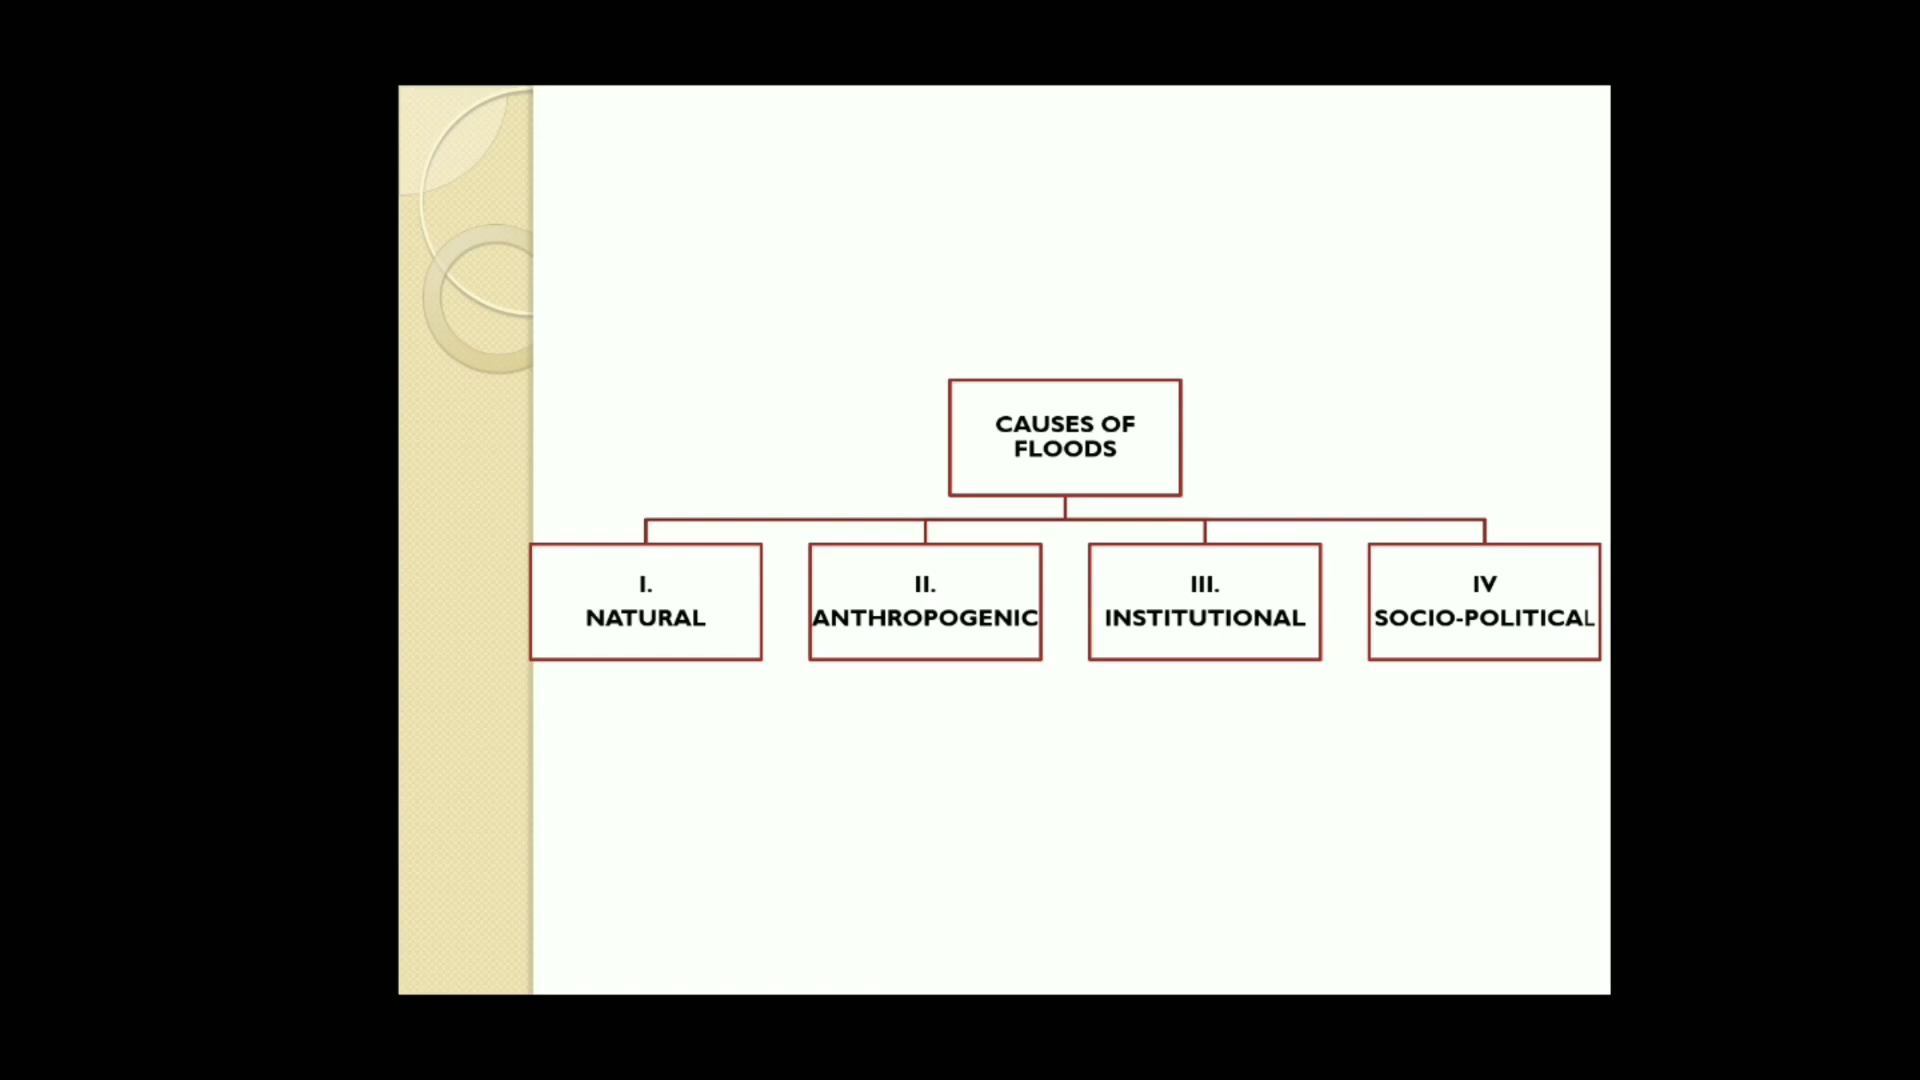 CAUSES OF
FLOODS
I.
NATURAL
II.
ANTHROPOGENIC
III.
INSTITUTIONAL
IV
SOCIO-POLITICAL